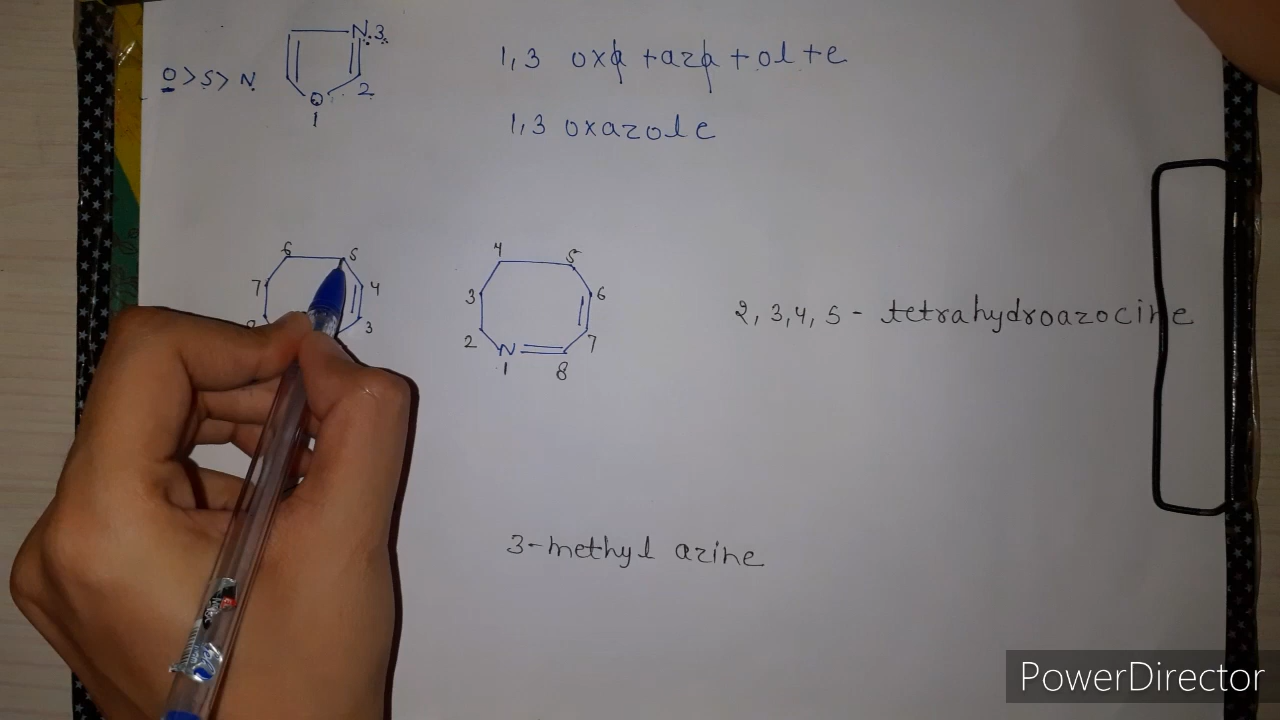 N 3
O > S > N
O 2
1
1,3 oxa + aza + ol + e
1,3 oxazole
6 5
7 4
3
4 5
3 6
2 7
N
1 8
2, 3, 4, 5 - tetrahydroazocine
3-methyl azine
PowerDirector